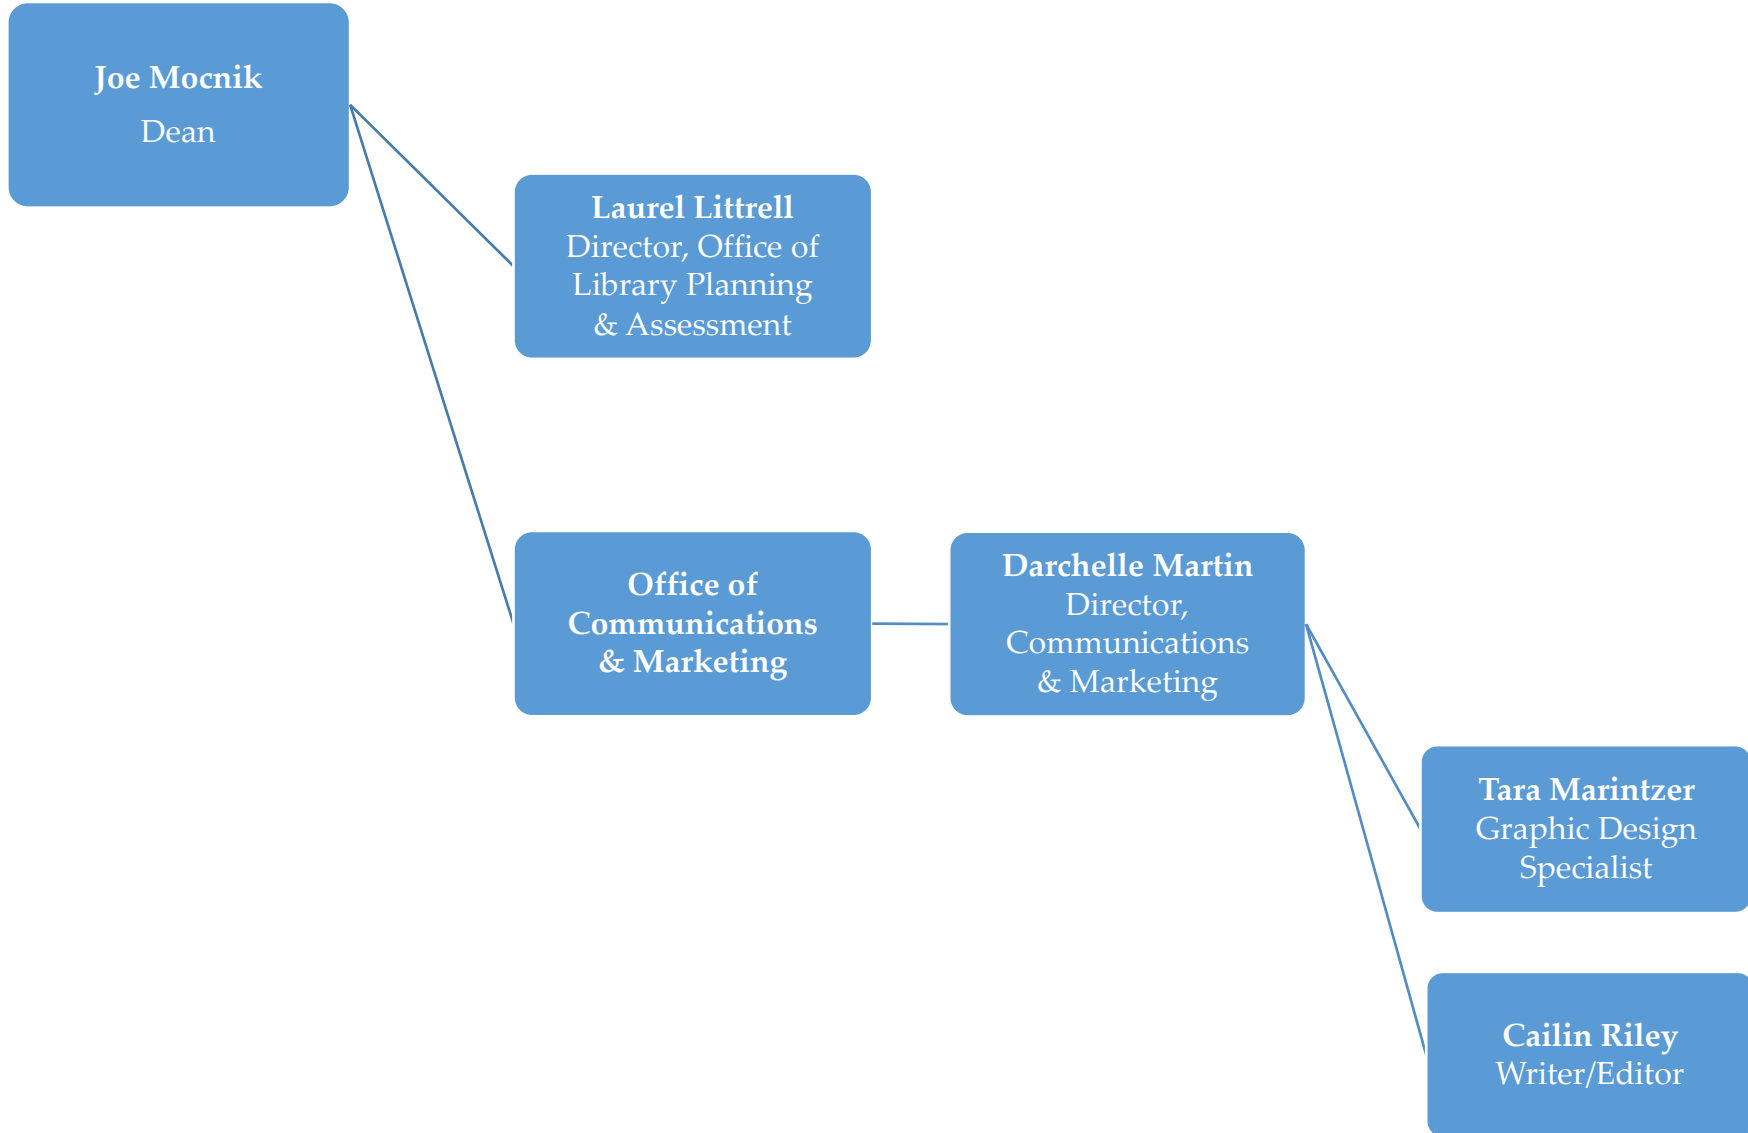 Joe Mocnik
Dean
Laurel Littrell
Director, Office of
Library Planning
& Assessment
Office of
Communications
& Marketing
Darchelle Martin
Director,
Communications
& Marketing
Tara Marintzer
Graphic Design
Specialist
Cailin Riley
Writer/Editor